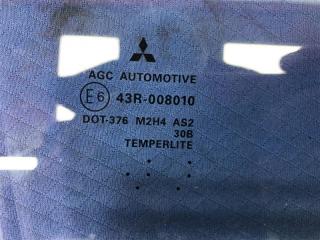 AGC AUTOMOTIVE
E6 43R-008010
DOT-376 M2H4 AS2
30B
TEMPERLITE